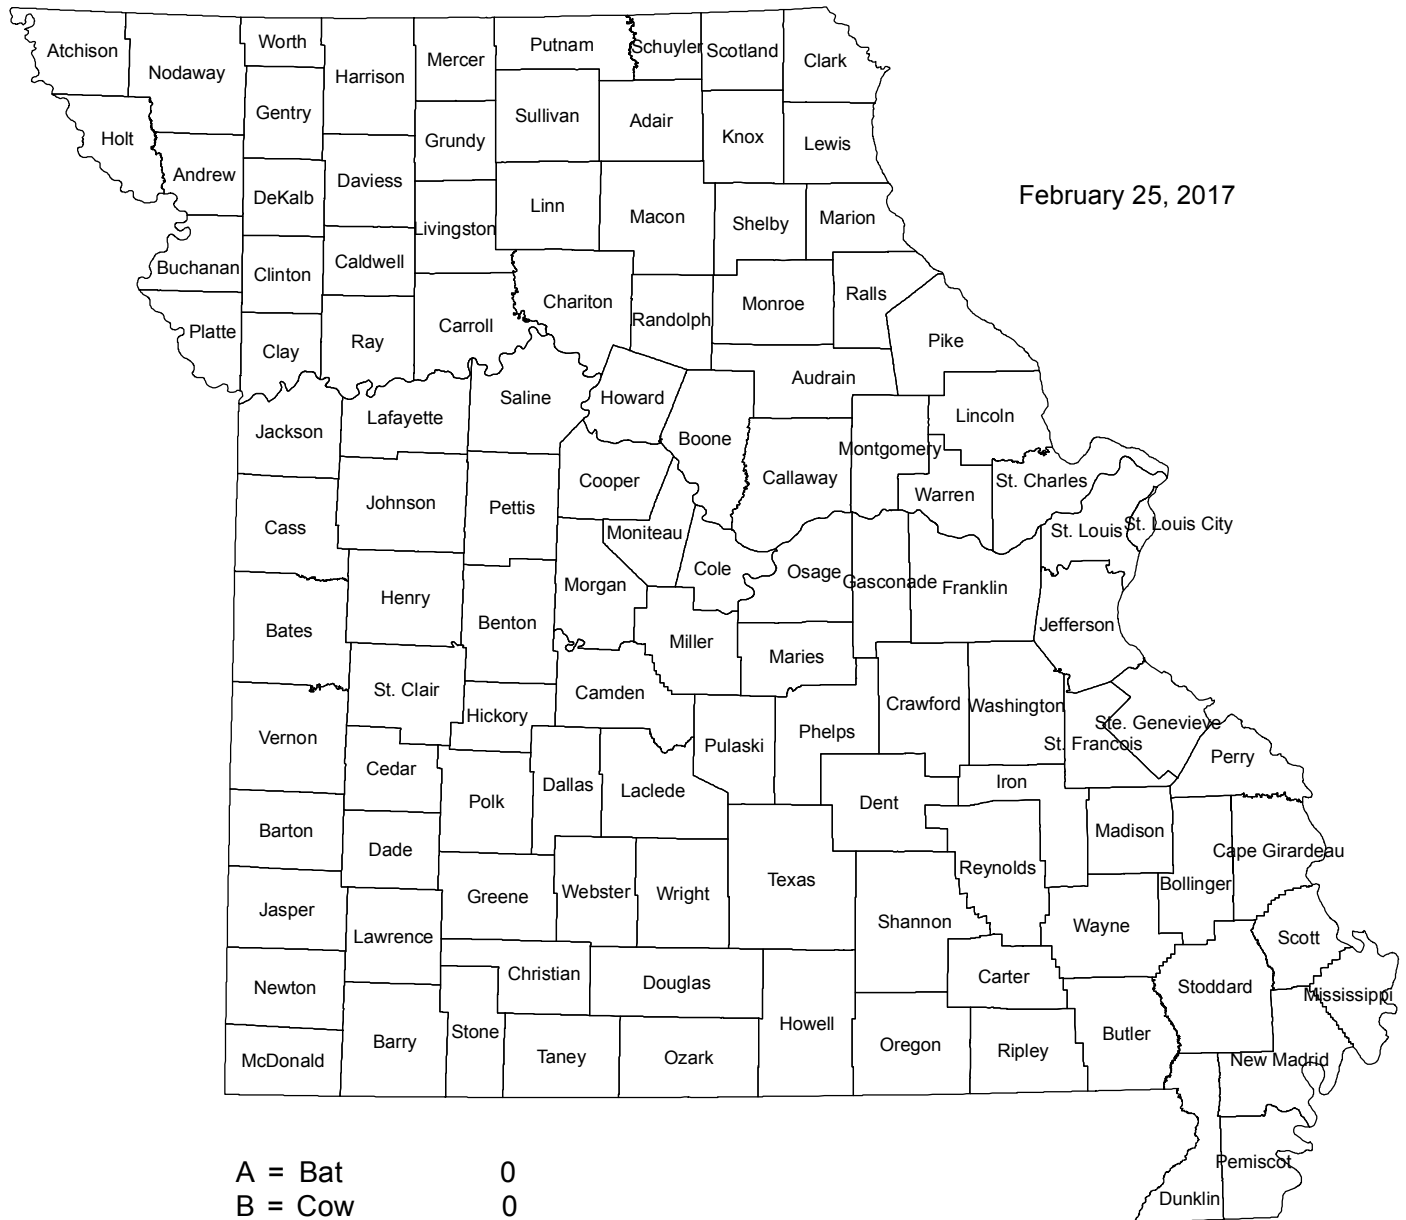 Atchison
Nodaway
Worth
Harrison
Mercer
Putnam
Schuyler
Scotland
Clark
Gentry
Sullivan
Adair
Holt
Grundy
Knox
Lewis
Andrew
DeKalb
Daviess
Linn
Macon
Shelby
Marion
Livingston
February 25, 2017
Buchanan
Clinton
Caldwell
Chariton
Randolph
Monroe
Ralls
Platte
Clay
Ray
Carroll
Pike
Audrain
Saline
Howard
Lafayette
Jackson
Boone
Lincoln
Montgomery
Johnson
Pettis
Cooper
Callaway
Warren
St. Charles
Cass
Moniteau
St. Louis
St. Louis City
Cole
Osage
Gasconade
Franklin
Morgan
Henry
Benton
Bates
Miller
Maries
Jefferson
St. Clair
Camden
Crawford
Washington
Hickory
Vernon
Pulaski
Phelps
Ste. Genevieve
St. Francois
Perry
Cedar
Polk
Dallas
Laclede
Dent
Iron
Barton
Dade
Madison
Cape Girardeau
Jasper
Greene
Webster
Wright
Texas
Reynolds
Bollinger
Lawrence
Shannon
Wayne
Scott
Newton
Christian
Douglas
Carter
Stoddard
Mississippi
McDonald
Barry
Stone
Taney
Ozark
Howell
Oregon
Ripley
Butler
New Madrid
Pemiscot
Dunklin
A = Bat 0
B = Cow 0